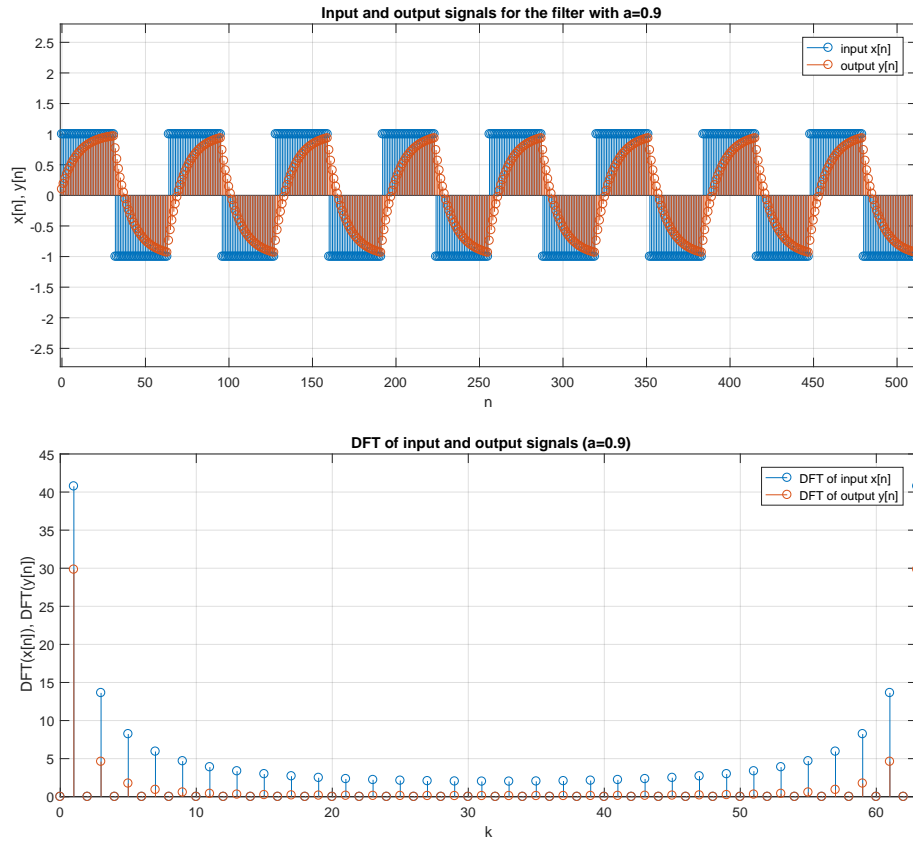 Input and output signals for the filter with a=0.9
2.5
2
1.5
1
0.5
0
-0.5
-1
-1.5
-2
-2.5
x[n], y[n]
input x[n]
output y[n]
0 50 100 150 200 250 300 350 400 450 500
n
DFT of input and output signals (a=0.9)
45
40
35
30
25
20
15
10
5
0
DFT(x[n]), DFT(y[n])
DFT of input x[n]
DFT of output y[n]
0 10 20 30 40 50 60
k